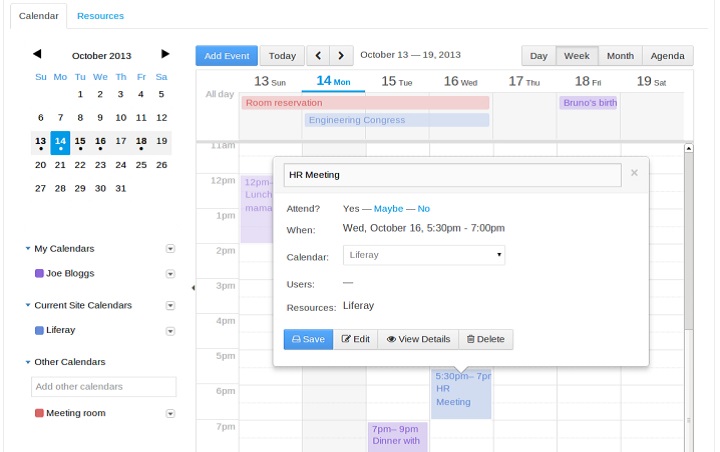 Calendar Resources
October 2013
Su Mo Tu We Th Fr Sa
1 2 3 4 5
6 7 8 9 10 11 12
13 14 15 16 17 18 19
20 21 22 23 24 25 26
27 28 29 30 31
My Calendars
Joe Bloggs
Current Site Calendars
Liferay
Other Calendars
Add other calendars
Meeting room
Add Event Today October 13 — 19, 2013 Day Week Month Agenda
13 Sun 14 Mon 15 Tue 16 Wed 17 Thu 18 Fri 19 Sat
All day
Room reservation Bruno's birth
Engineering Congress
11am
12pm
1pm
2pm
3pm
4pm
5pm
6pm
7pm
12pm–
Lunch
mama
HR Meeting ×
Attend? Yes — Maybe — No
When: Wed, October 16, 5:30pm - 7:00pm
Calendar: Liferay
Users: —
Resources: Liferay
Save Edit View Details Delete
5:30pm– 7pm
HR
Meeting
7pm– 9pm
Dinner with